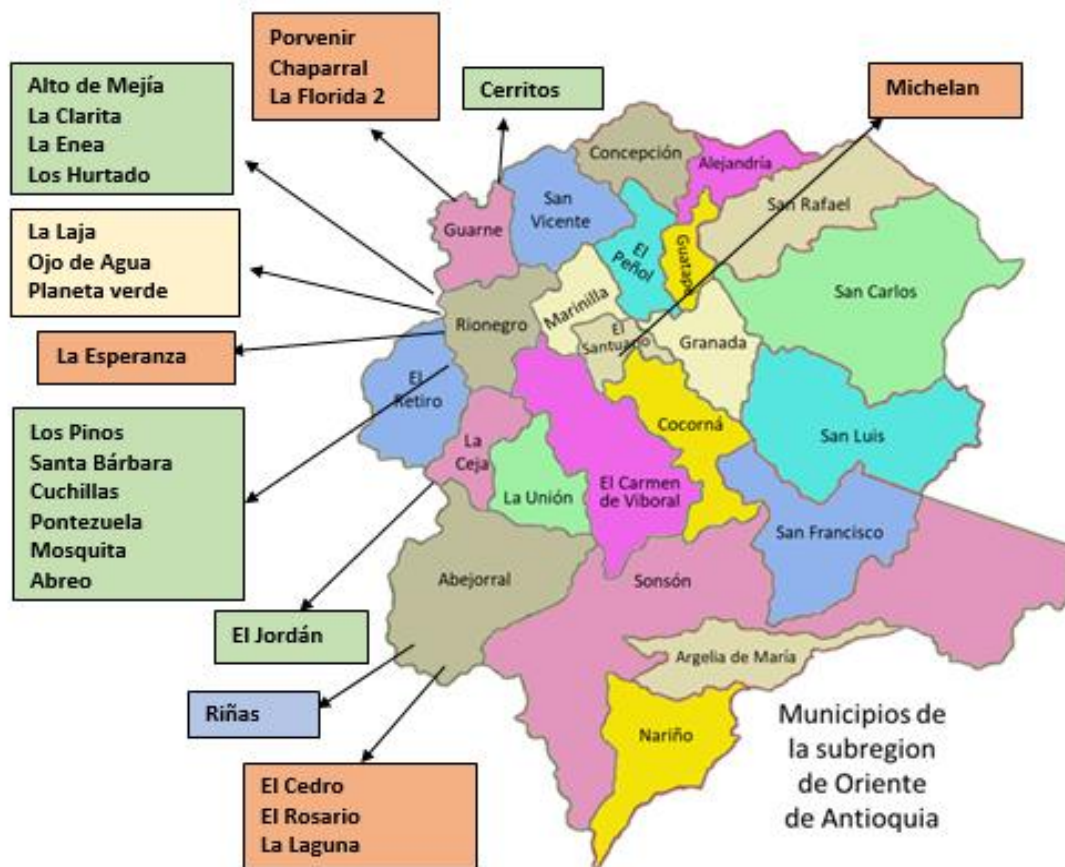 Porvenir
Chaparral
La Florida 2
Cerritos
Michelan
Alto de Mejía
La Clarita
La Enea
Los Hurtado
La Laja
Ojo de Agua
Planeta verde
La Esperanza
Los Pinos
Santa Bárbara
Cuchillas
Pontezuela
Mosquita
Abreo
El Jordán
Riñas
El Cedro
El Rosario
La Laguna
Concepción
Alejandría
San
Vicente
San Rafael
Guarne
El
Peñol
Guatape
San Carlos
Marinilla
Rionegro
El
Santuario
Granada
El
Retiro
Cocorná
San Luis
La
Ceja
La Unión
El Carmen
de Viboral
San Francisco
Abejorral
Sonsón
Argelia de María
Nariño
Municipios de
la subregion
de Oriente
de Antioquia